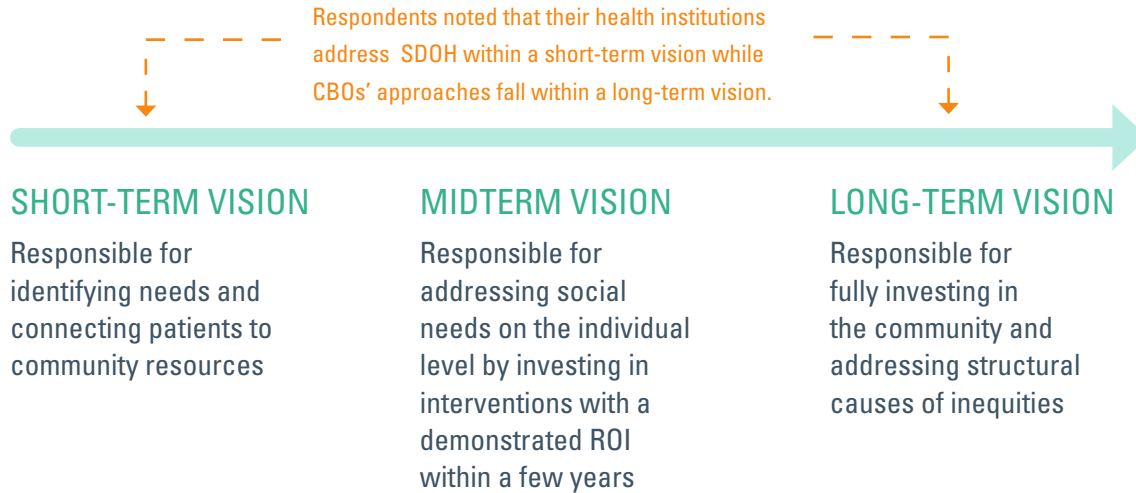 Respondents noted that their health institutions
address SDOH within a short-term vision while
CBOs’ approaches fall within a long-term vision.
SHORT-TERM VISION
Responsible for
identifying needs and
connecting patients to
community resources
MIDTERM VISION
Responsible for
addressing social
needs on the individual
level by investing in
interventions with a
demonstrated ROI
within a few years
LONG-TERM VISION
Responsible for
fully investing in
the community and
addressing structural
causes of inequities